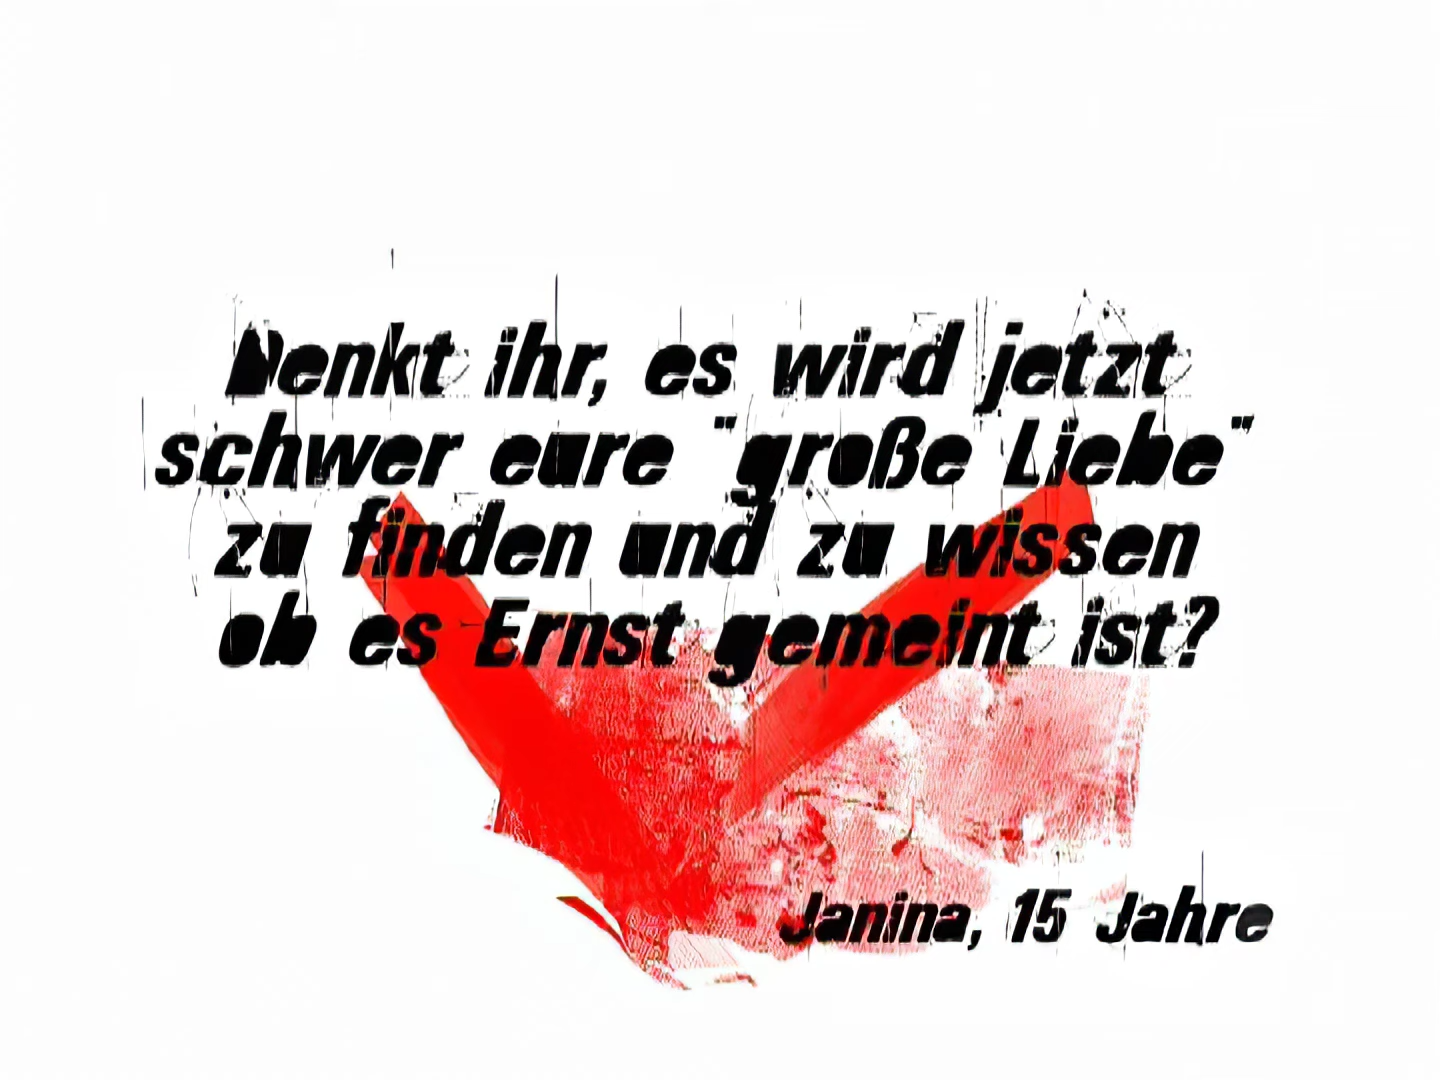 Denkt ihr, es wird jetzt
schwer eure "große Liebe"
zu finden und zu wissen
ob es Ernst gemeint ist?
Janina, 15 Jahre